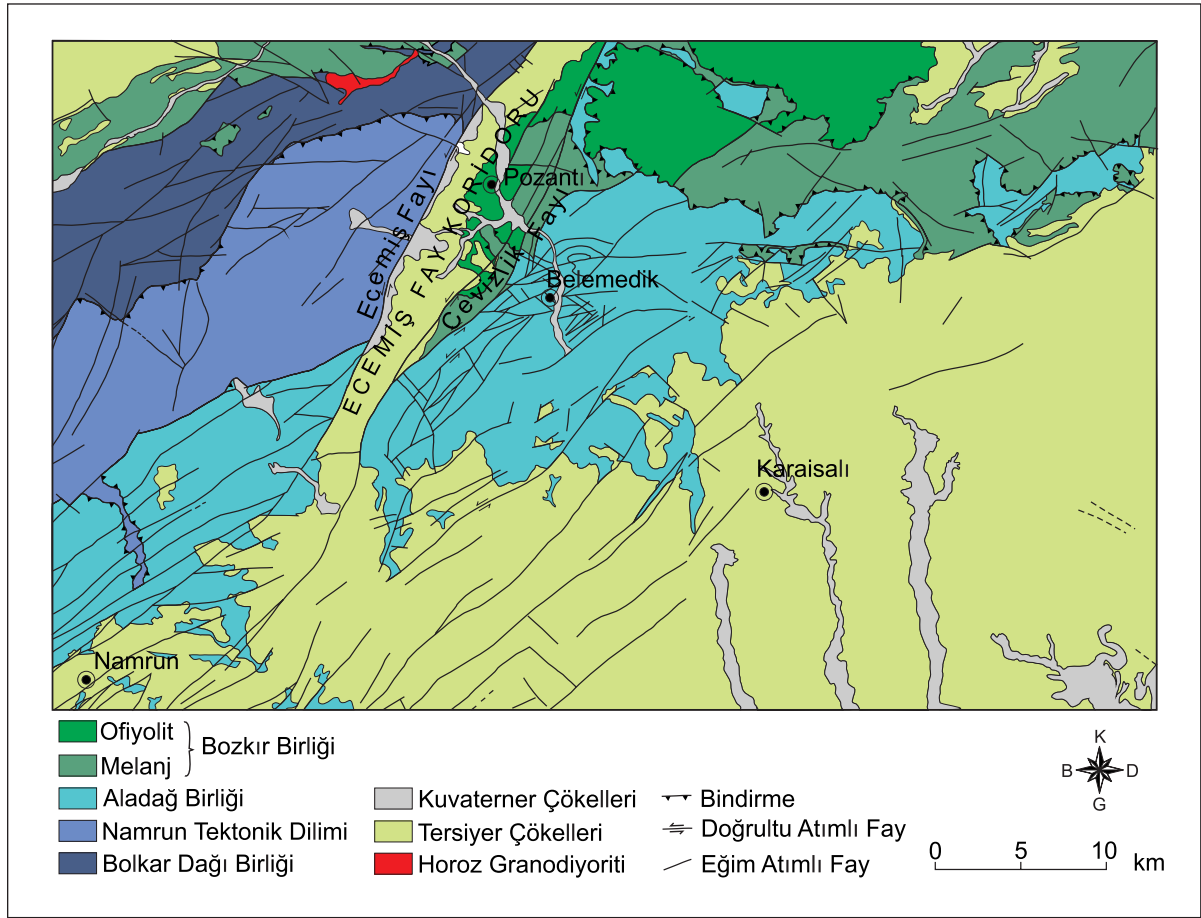 ECEMİŞ FAY KORİDORU
Ecemiş Fayı
Cevizlik Fayı
Pozantı
Belemedik
Karaisalı
Namrun
Ofiyolit
Melanj
Bozkır Birliği
Aladağ Birliği
Namrun Tektonik Dilimi
Bolkar Dağı Birliği
Kuvaterner Çökelleri
Tersiyer Çökelleri
Horoz Granodiyoriti
Bindirme
Doğrultu Atımlı Fay
Eğim Atımlı Fay
K
B D
G
0 5 10 km